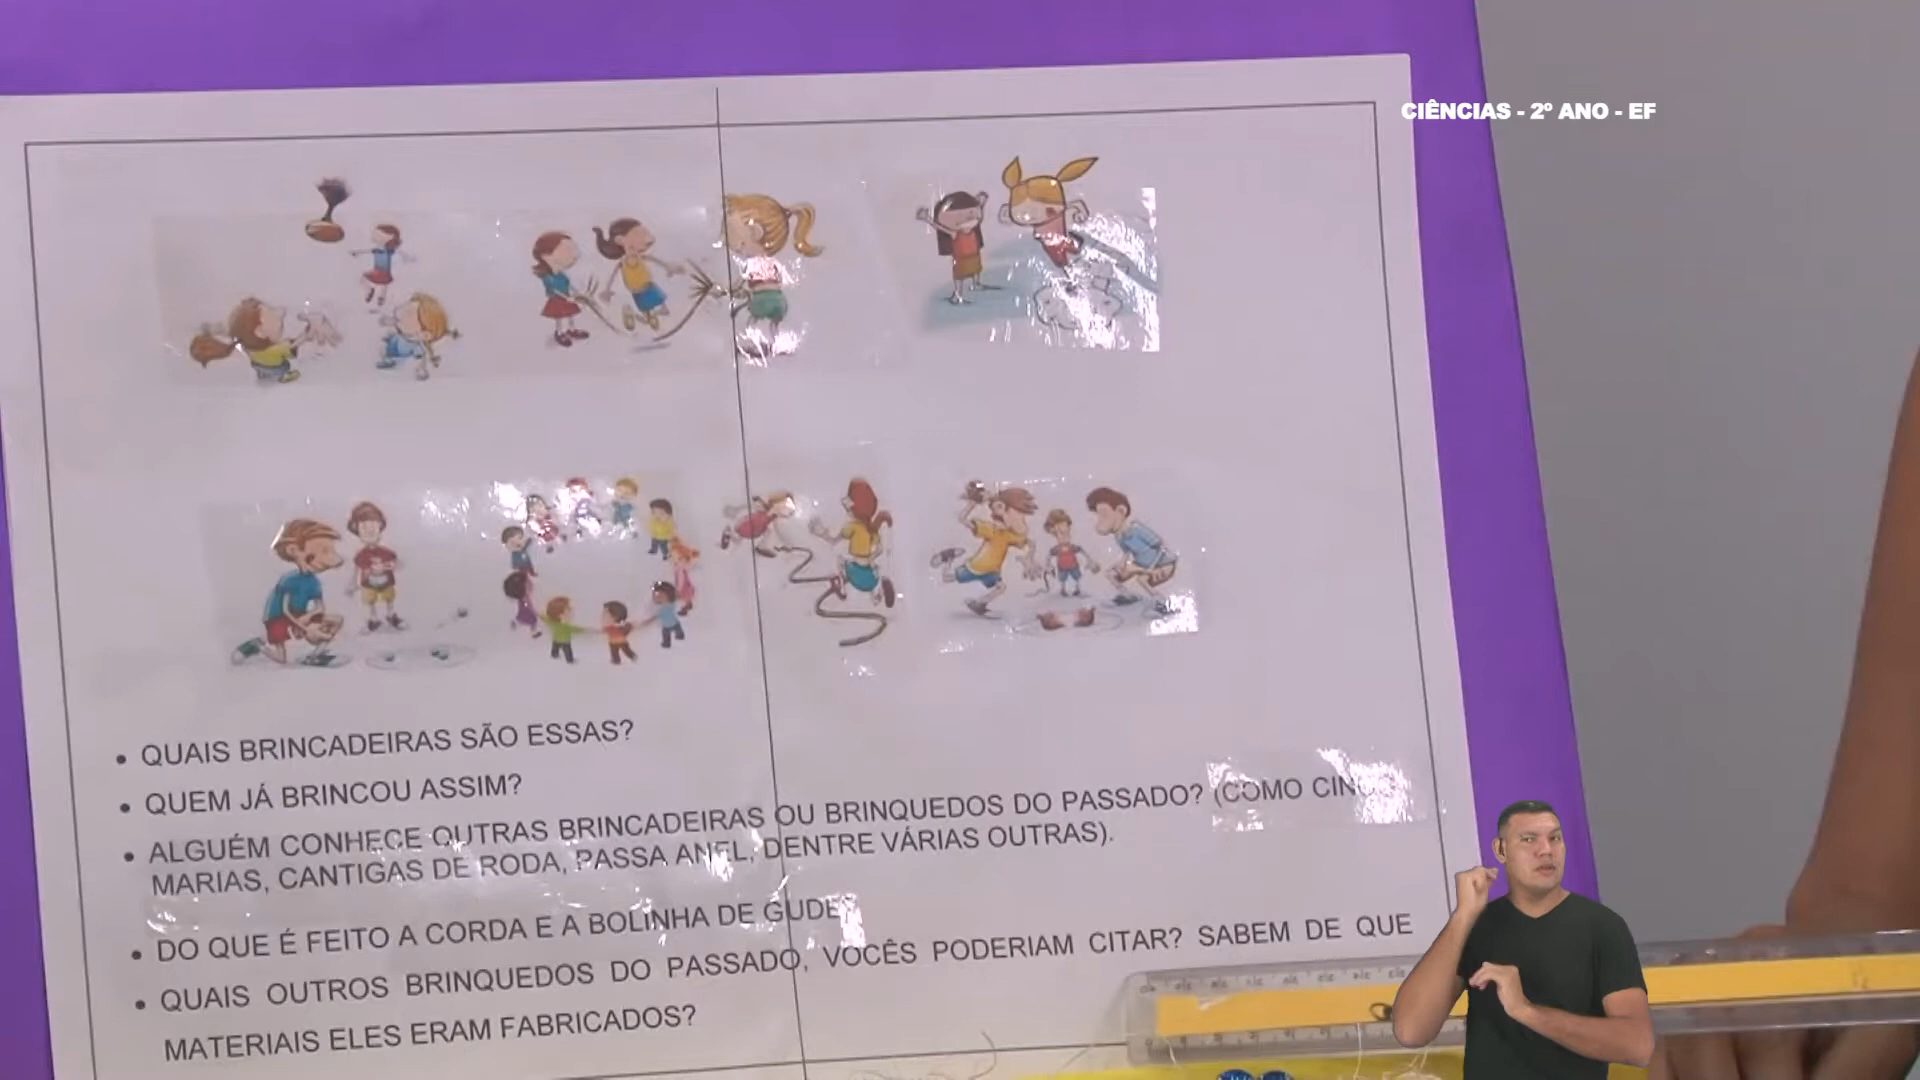 CIÊNCIAS - 2º ANO - EF
• QUAIS BRINCADEIRAS SÃO ESSAS?
• QUEM JÁ BRINCOU ASSIM?
• ALGUÉM CONHECE OUTRAS BRINCADEIRAS OU BRINQUEDOS DO PASSADO? (COMO CINCO
MARIAS, CANTIGAS DE RODA, PASSA ANEL, DENTRE VÁRIAS OUTRAS).
• DO QUE É FEITO A CORDA E A BOLINHA DE GUDE?
• QUAIS OUTROS BRINQUEDOS DO PASSADO, VOCÊS PODERIAM CITAR? SABEM DE QUE
MATERIAIS ELES ERAM FABRICADOS?